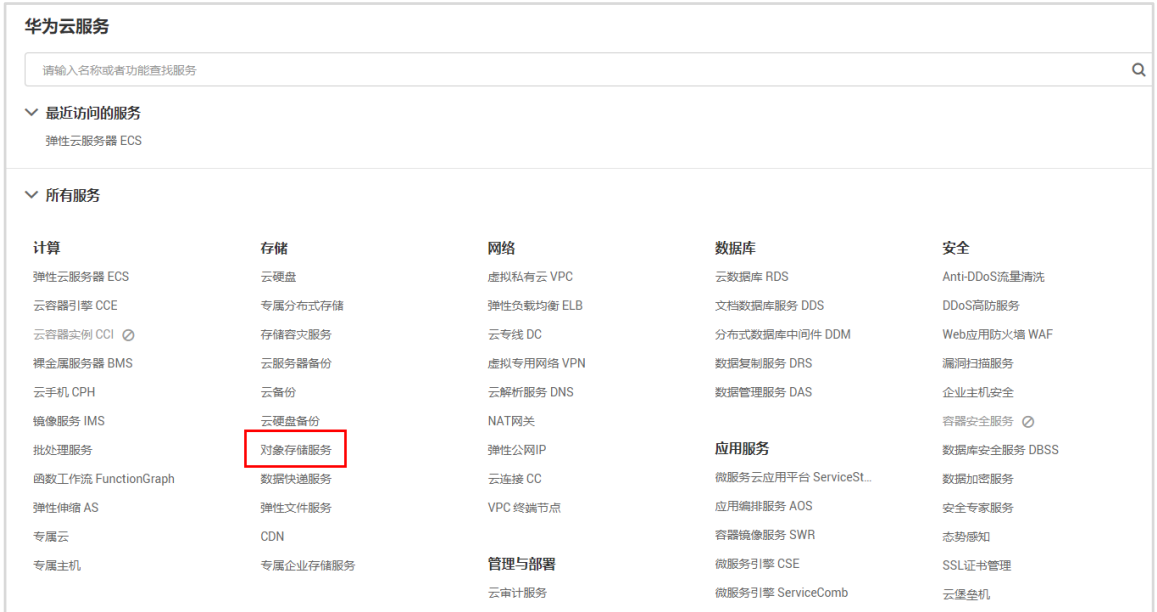 华为云服务
请输入名称或者功能查找服务
最近访问的服务
弹性云服务器 ECS
所有服务
计算
弹性云服务器 ECS
云容器引擎 CCE
云容器实例 CCI
裸金属服务器 BMS
云手机 CPH
镜像服务 IMS
批处理服务
函数工作流 FunctionGraph
弹性伸缩 AS
专属云
专属主机
存储
云硬盘
专属分布式存储
存储容灾服务
云服务器备份
云备份
云硬盘备份
对象存储服务
数据快递服务
弹性文件服务
CDN
专属企业存储服务
网络
虚拟私有云 VPC
弹性负载均衡 ELB
云专线 DC
虚拟专用网络 VPN
云解析服务 DNS
NAT网关
弹性公网IP
云连接 CC
VPC 终端节点
管理与部署
云审计服务
数据库
云数据库 RDS
文档数据库服务 DDS
分布式数据库中间件 DDM
数据复制服务 DRS
数据管理服务 DAS
应用服务
微服务云应用平台 ServiceSt...
应用编排服务 AOS
容器镜像服务 SWR
微服务引擎 CSE
微服务引擎 ServiceComb
安全
Anti-DDoS流量清洗
DDoS高防服务
Web应用防火墙 WAF
漏洞扫描服务
企业主机安全
容器安全服务
数据库安全服务 DBSS
数据加密服务
安全专家服务
态势感知
SSL证书管理
云堡垒机